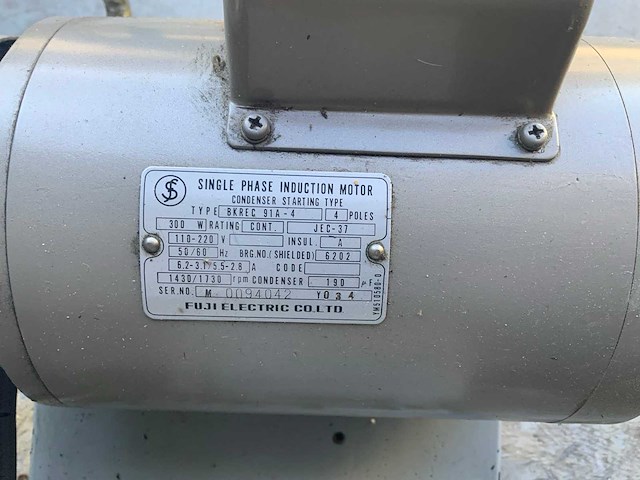 SINGLE PHASE INDUCTION MOTOR
CONDENSER STARTING TYPE
TYPE BKREC 91A-4 4 POLES
300 W RATING CONT. JEC-37
110-220 V INSUL. A
50/60 Hz BRG.NO.(SHIELDED) 6202
6.2-3.1/5.5-2.8 A CODE
1430/1730 rpm CONDENSER 190 µF
SER.NO. M 0094042 Y034
FUJI ELECTRIC CO.LTD